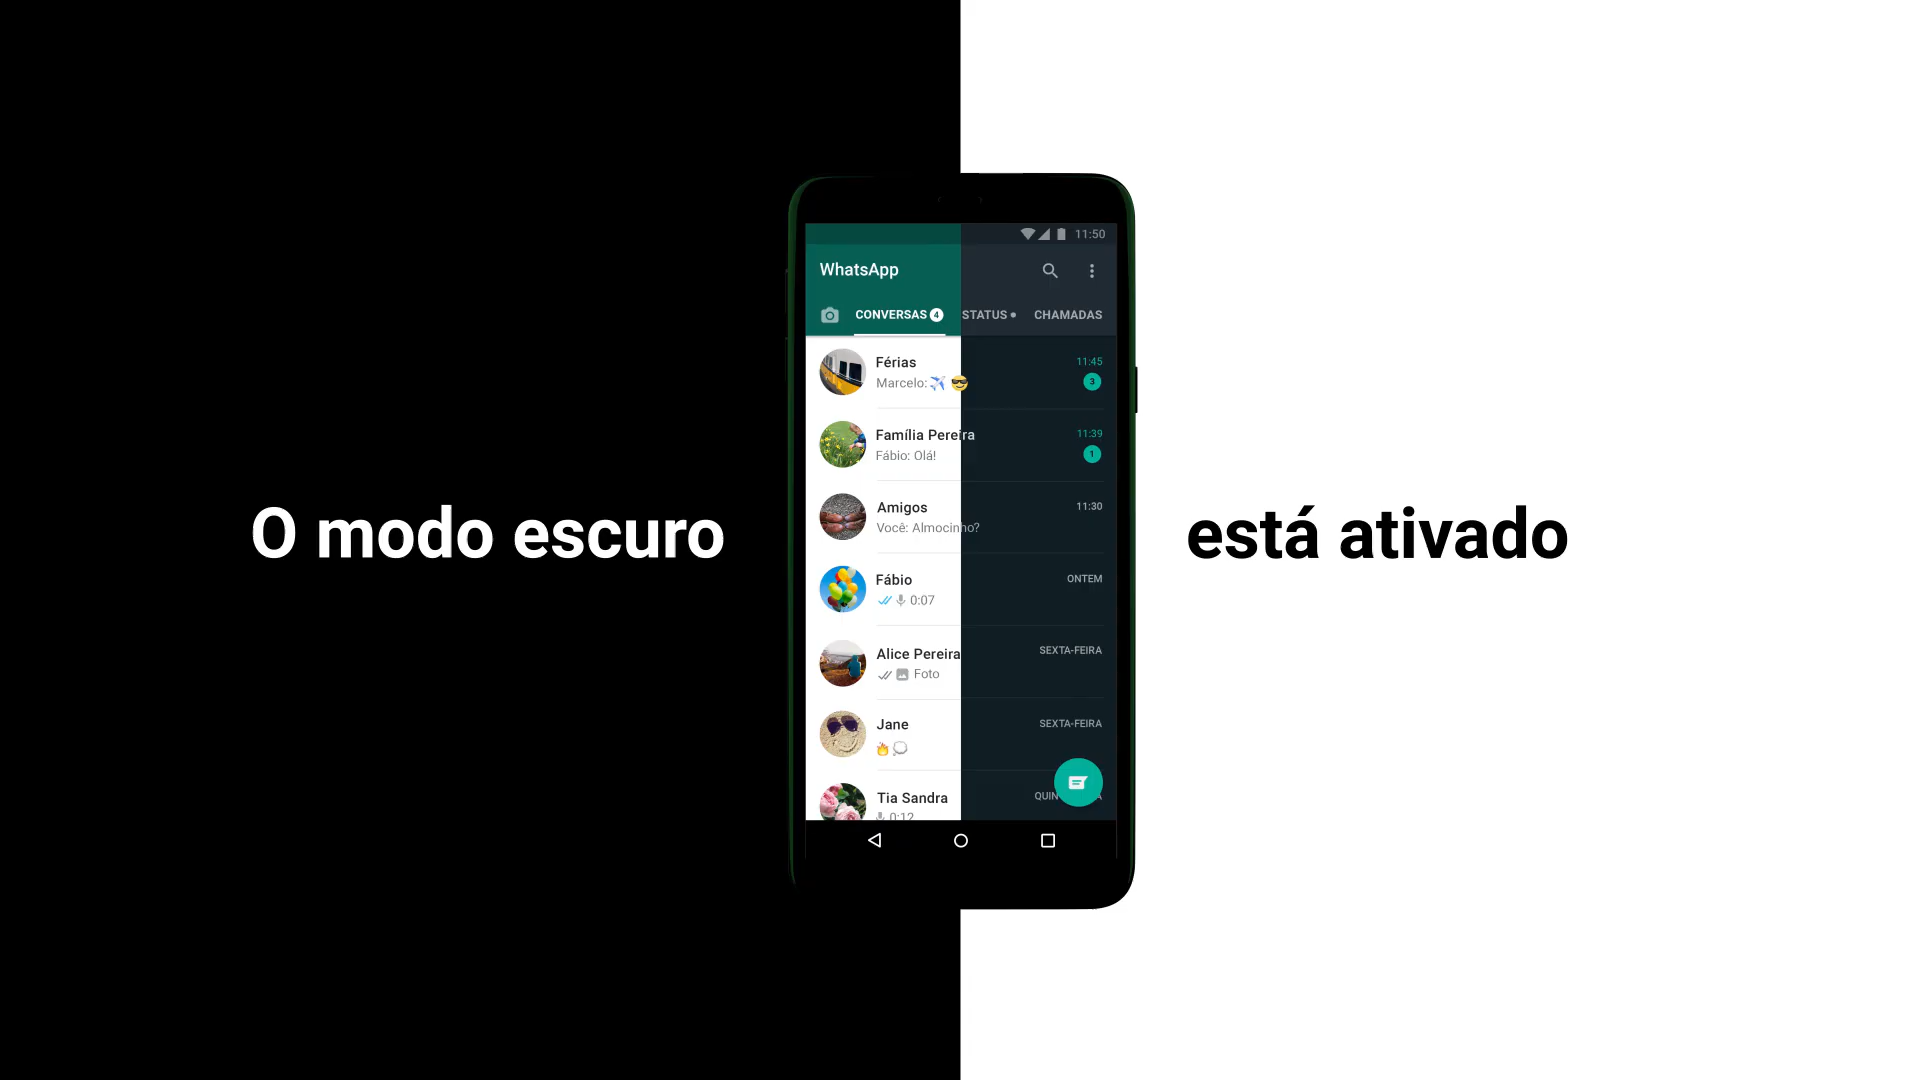 O modo escuro está ativado
11:50
WhatsApp
CONVERSAS 4 STATUS • CHAMADAS
Férias 11:45
Marcelo: ✈️ 😎 3
Família Pereira 11:39
Fábio: Olá! 1
Amigos 11:30
Você: Almocinho?
Fábio ONTEM
0:07
Alice Pereira SEXTA-FEIRA
Foto
Jane SEXTA-FEIRA
🔥💭
Tia Sandra
0:12